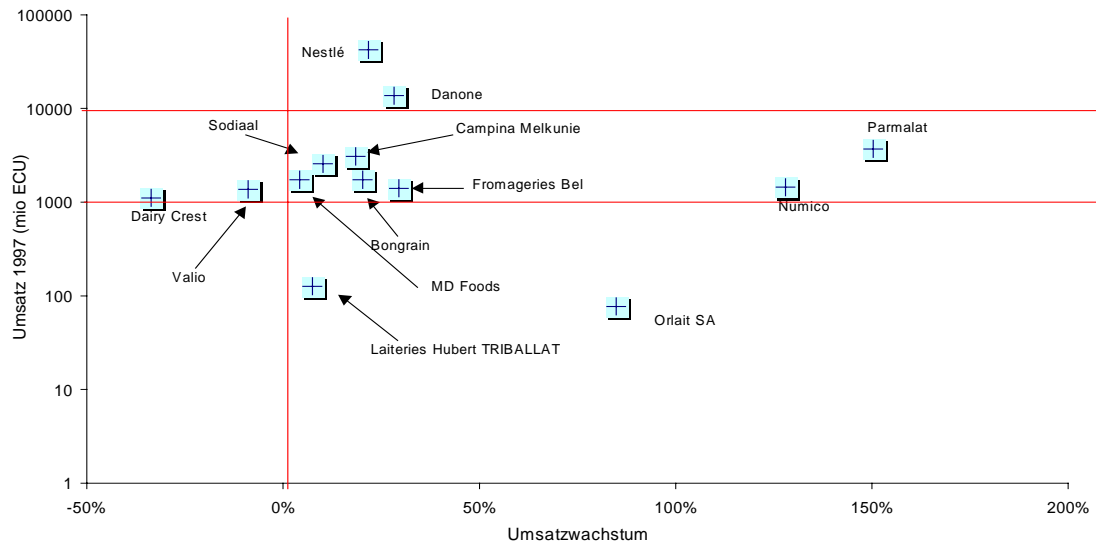 100000
Nestlé
Danone
10000
Sodiaal
Campina Melkunie
Parmalat
Fromageries Bel
1000
Dairy Crest
Numico
Bongrain
Valio
MD Foods
100
Orlait SA
Laiteries Hubert TRIBALLAT
10
1
Umsatz 1997 (mio ECU)
-50%
0%
50%
100%
150%
200%
Umsatzwachstum